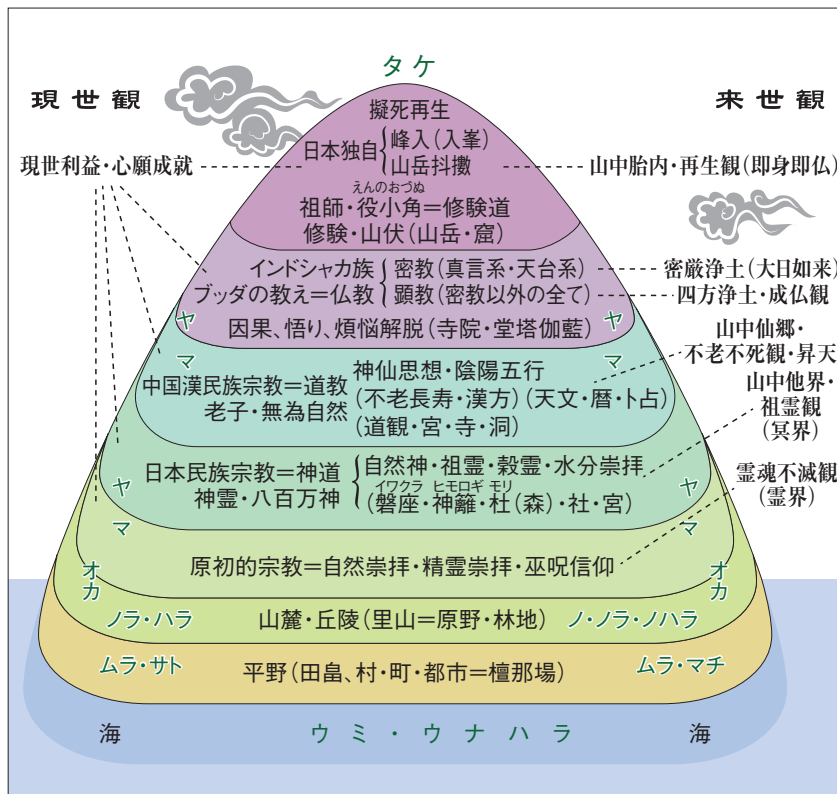 タケ
現世観
来世観
擬死再生
日本独自
峰入(入峯)
山岳抖擻
現世利益・心願成就
山中胎内・再生観(即身即仏)
えんのおづぬ
祖師・役小角＝修験道
修験・山伏(山岳・窟)
インドシャカ族
密教(真言系・天台系)
密厳浄土(大日如来)
ブッダの教え＝仏教
顕教(密教以外の全て)
四方浄土・成仏観
因果、悟り、煩悩解脱(寺院・堂塔伽藍)
ヤマ
ヤマ
山中仙郷・
不老不死観・昇天
神仙思想・陰陽五行
中国漢民族宗教＝道教
(不老長寿・漢方)(天文・暦・卜占)
老子・無為自然
(道観・宮・寺・洞)
山中他界・
祖霊観
(冥界)
日本民族宗教＝神道
自然神・祖霊・穀霊・水分崇拝
神霊・八百万神
イワクラ ヒモロギ モリ
(磐座・神籬・杜(森)・社・宮)
霊魂不滅観
(霊界)
ヤマ
ヤマ
原初的宗教＝自然崇拝・精霊崇拝・巫呪信仰
オカ
オカ
ノラ・ハラ
山麓・丘陵(里山＝原野・林地)
ノ・ノラ・ノハラ
ムラ・サト
平野(田畠、村・町・都市＝檀那場)
ムラ・マチ
海
ウミ・ウナハラ
海